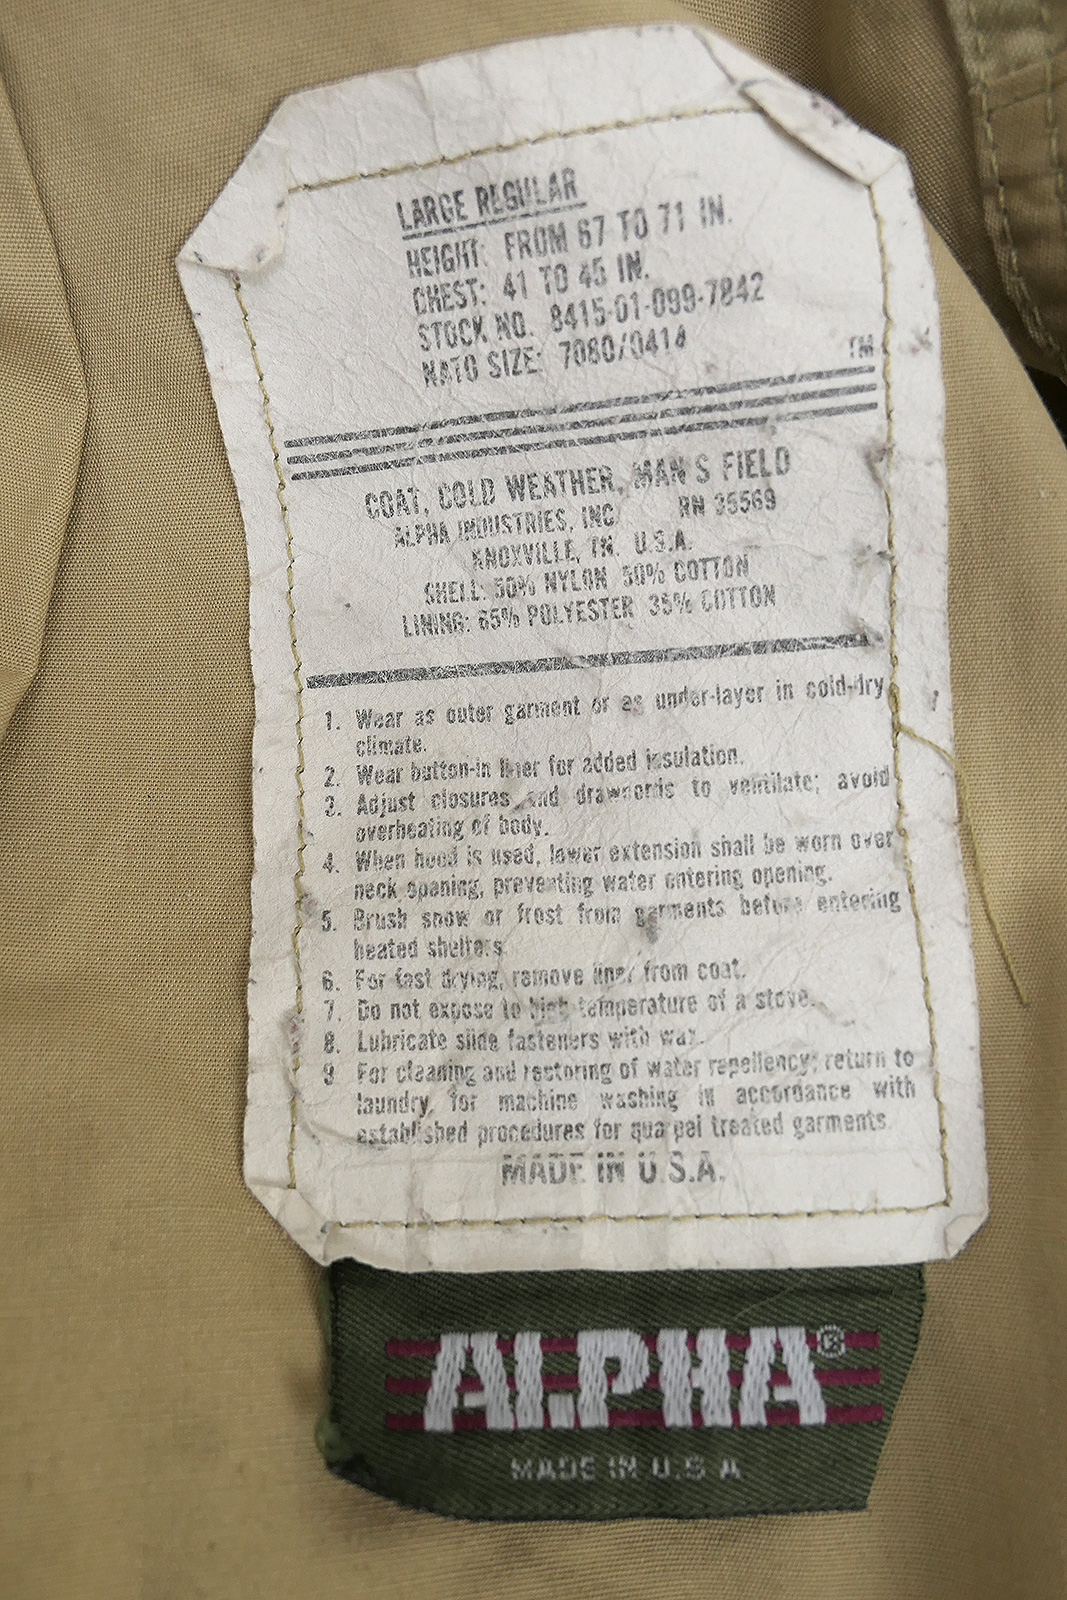 LARGE REGULAR
HEIGHT: FROM 67 TO 71 IN.
CHEST: 41 TO 45 IN.
STOCK NO. 8415-01-099-7842
NATO SIZE: 7080/0414
TM
COAT, COLD WEATHER, MAN'S FIELD
ALPHA INDUSTRIES, INC. RN 35569
KNOXVILLE, TN. U.S.A.
SHELL: 50% NYLON 50% COTTON
LINING: 65% POLYESTER 35% COTTON
1. Wear as outer garment or as under-layer in cold-dry
climate.
2. Wear button-in liner for added insulation.
3. Adjust closures and drawcords to ventilate; avoid
overheating of body.
4. When hood is used, lower extension shall be worn over
neck opening, preventing water entering opening.
5. Brush snow or frost from garments before entering
heated shelters.
6. For fast drying, remove liner from coat.
7. Do not expose to high temperature of a stove.
8. Lubricate slide fasteners with wax.
9 For cleaning and restoring of water repellency; return to
laundry, for machine washing in accordance with
established procedures for quarpel treated garments.
MADE IN U.S.A.
ALPHA®
MADE IN U.S.A